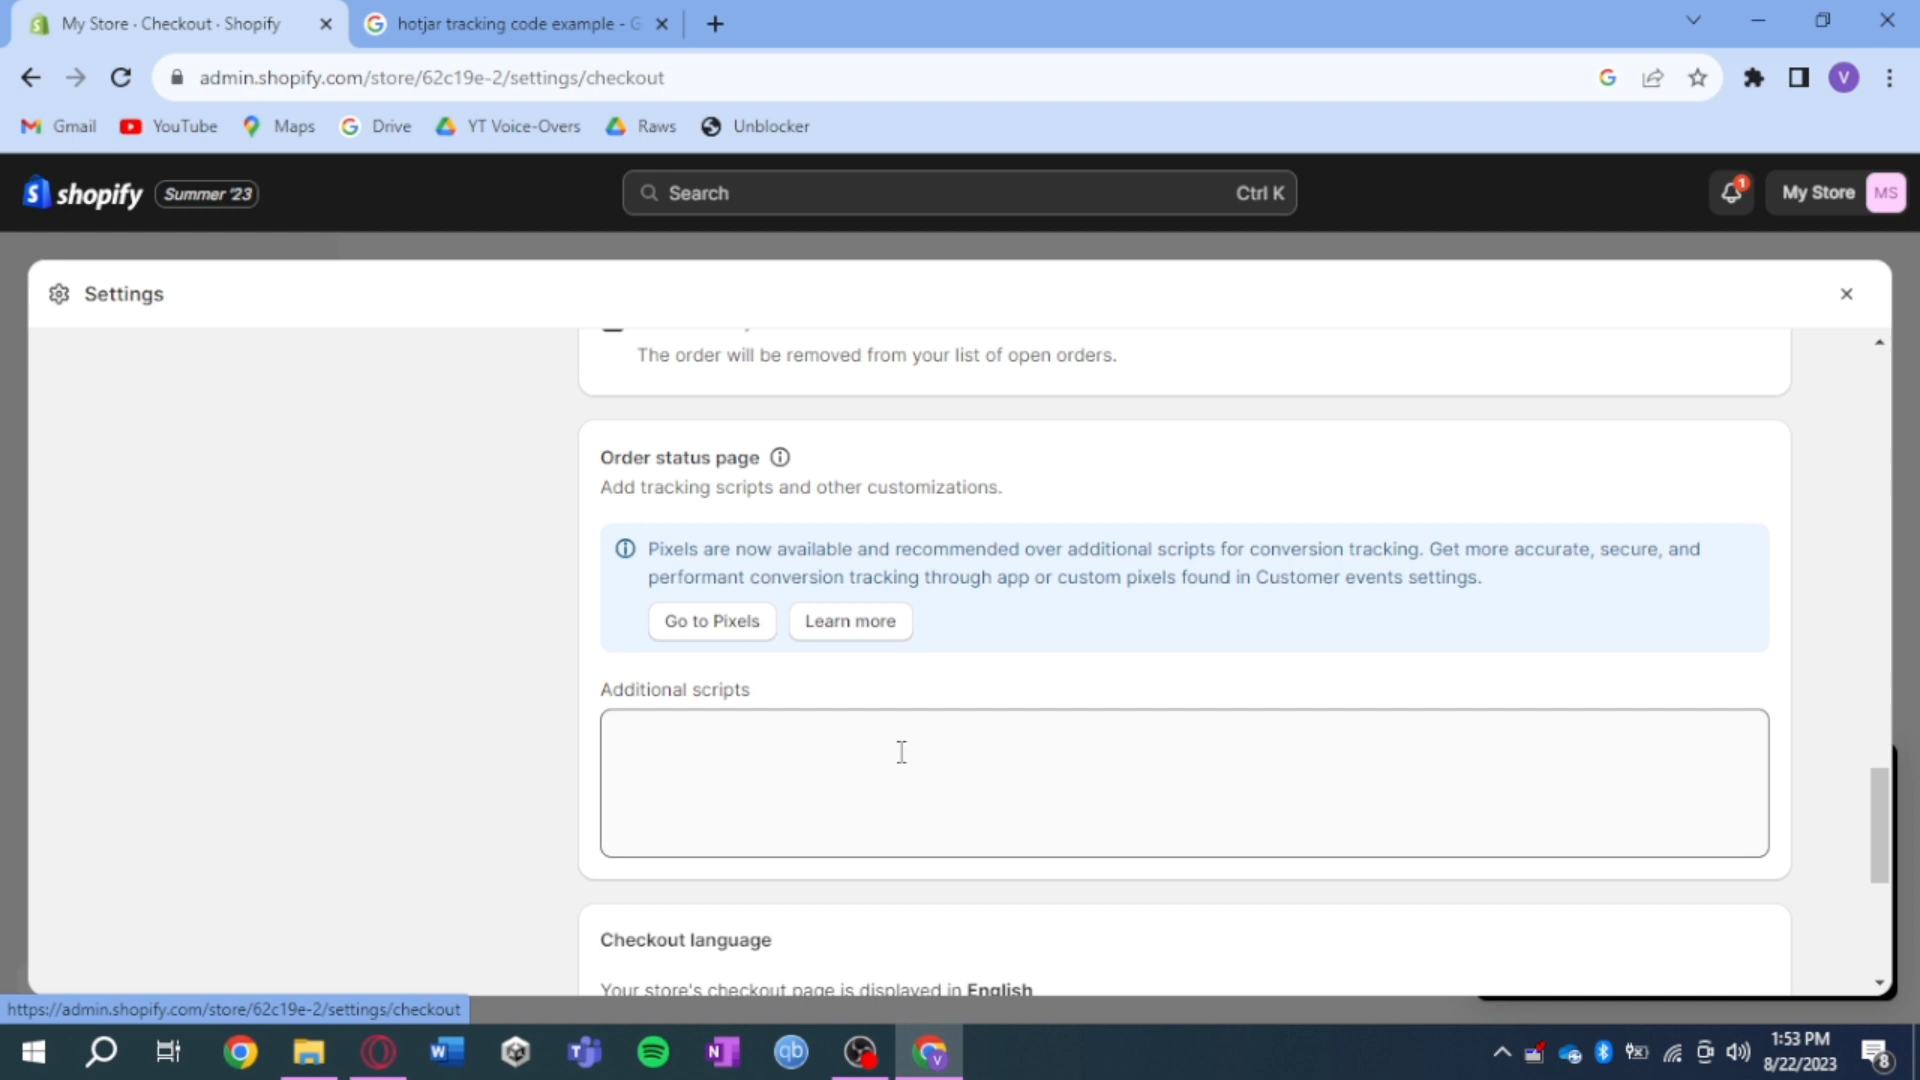 My Store · Checkout · Shopify
hotjar tracking code example - G
admin.shopify.com/store/62c19e-2/settings/checkout
V
Gmail
YouTube
Maps
Drive
YT Voice-Overs
Raws
Unblocker
shopify
Summer '23
Search
Ctrl K
1
My Store
MS
Settings
The order will be removed from your list of open orders.
Order status page
Add tracking scripts and other customizations.
Pixels are now available and recommended over additional scripts for conversion tracking. Get more accurate, secure, and
performant conversion tracking through app or custom pixels found in Customer events settings.
Go to Pixels
Learn more
Additional scripts
Checkout language
Your store's checkout page is displayed in English
https://admin.shopify.com/store/62c19e-2/settings/checkout
1:53 PM
8/22/2023
8